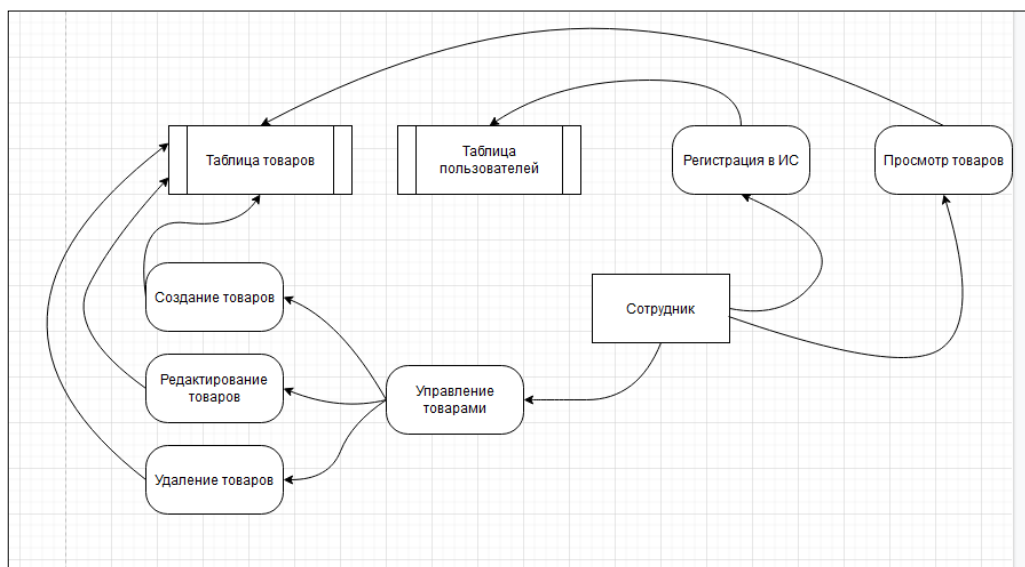 Таблица товаров
Таблица
пользователей
Регистрация в ИС
Просмотр товаров
Создание товаров
Сотрудник
Редактирование
товаров
Управление
товарами
Удаление товаров